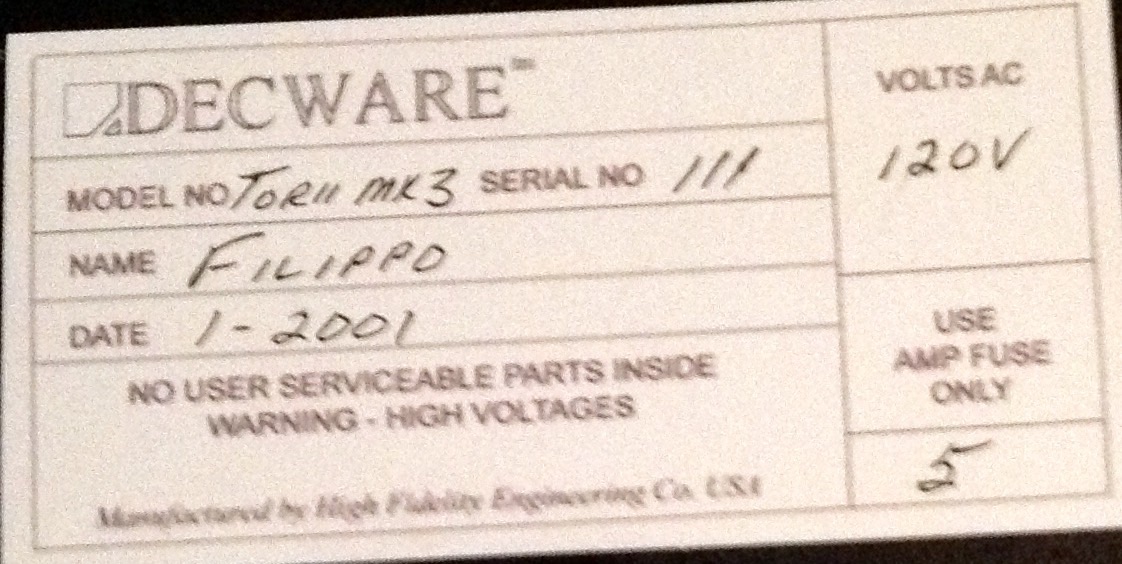 DECWARE™
MODEL NO TORII MK3 SERIAL NO 111
NAME FILIPPO
DATE 1-2001
NO USER SERVICEABLE PARTS INSIDE
WARNING - HIGH VOLTAGES
Manufactured by High Fidelity Engineering Co. USA
VOLTS AC
120V
USE
AMP FUSE
ONLY
5